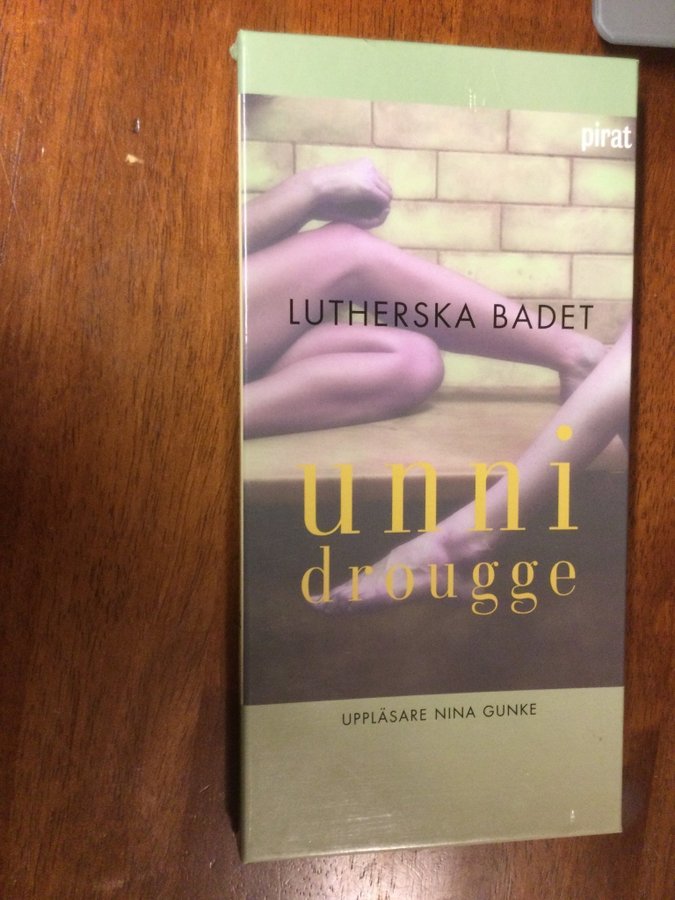 pirat
LUTHERSKA BADET
unni
drougge
UPPLÄSARE NINA GUNKE